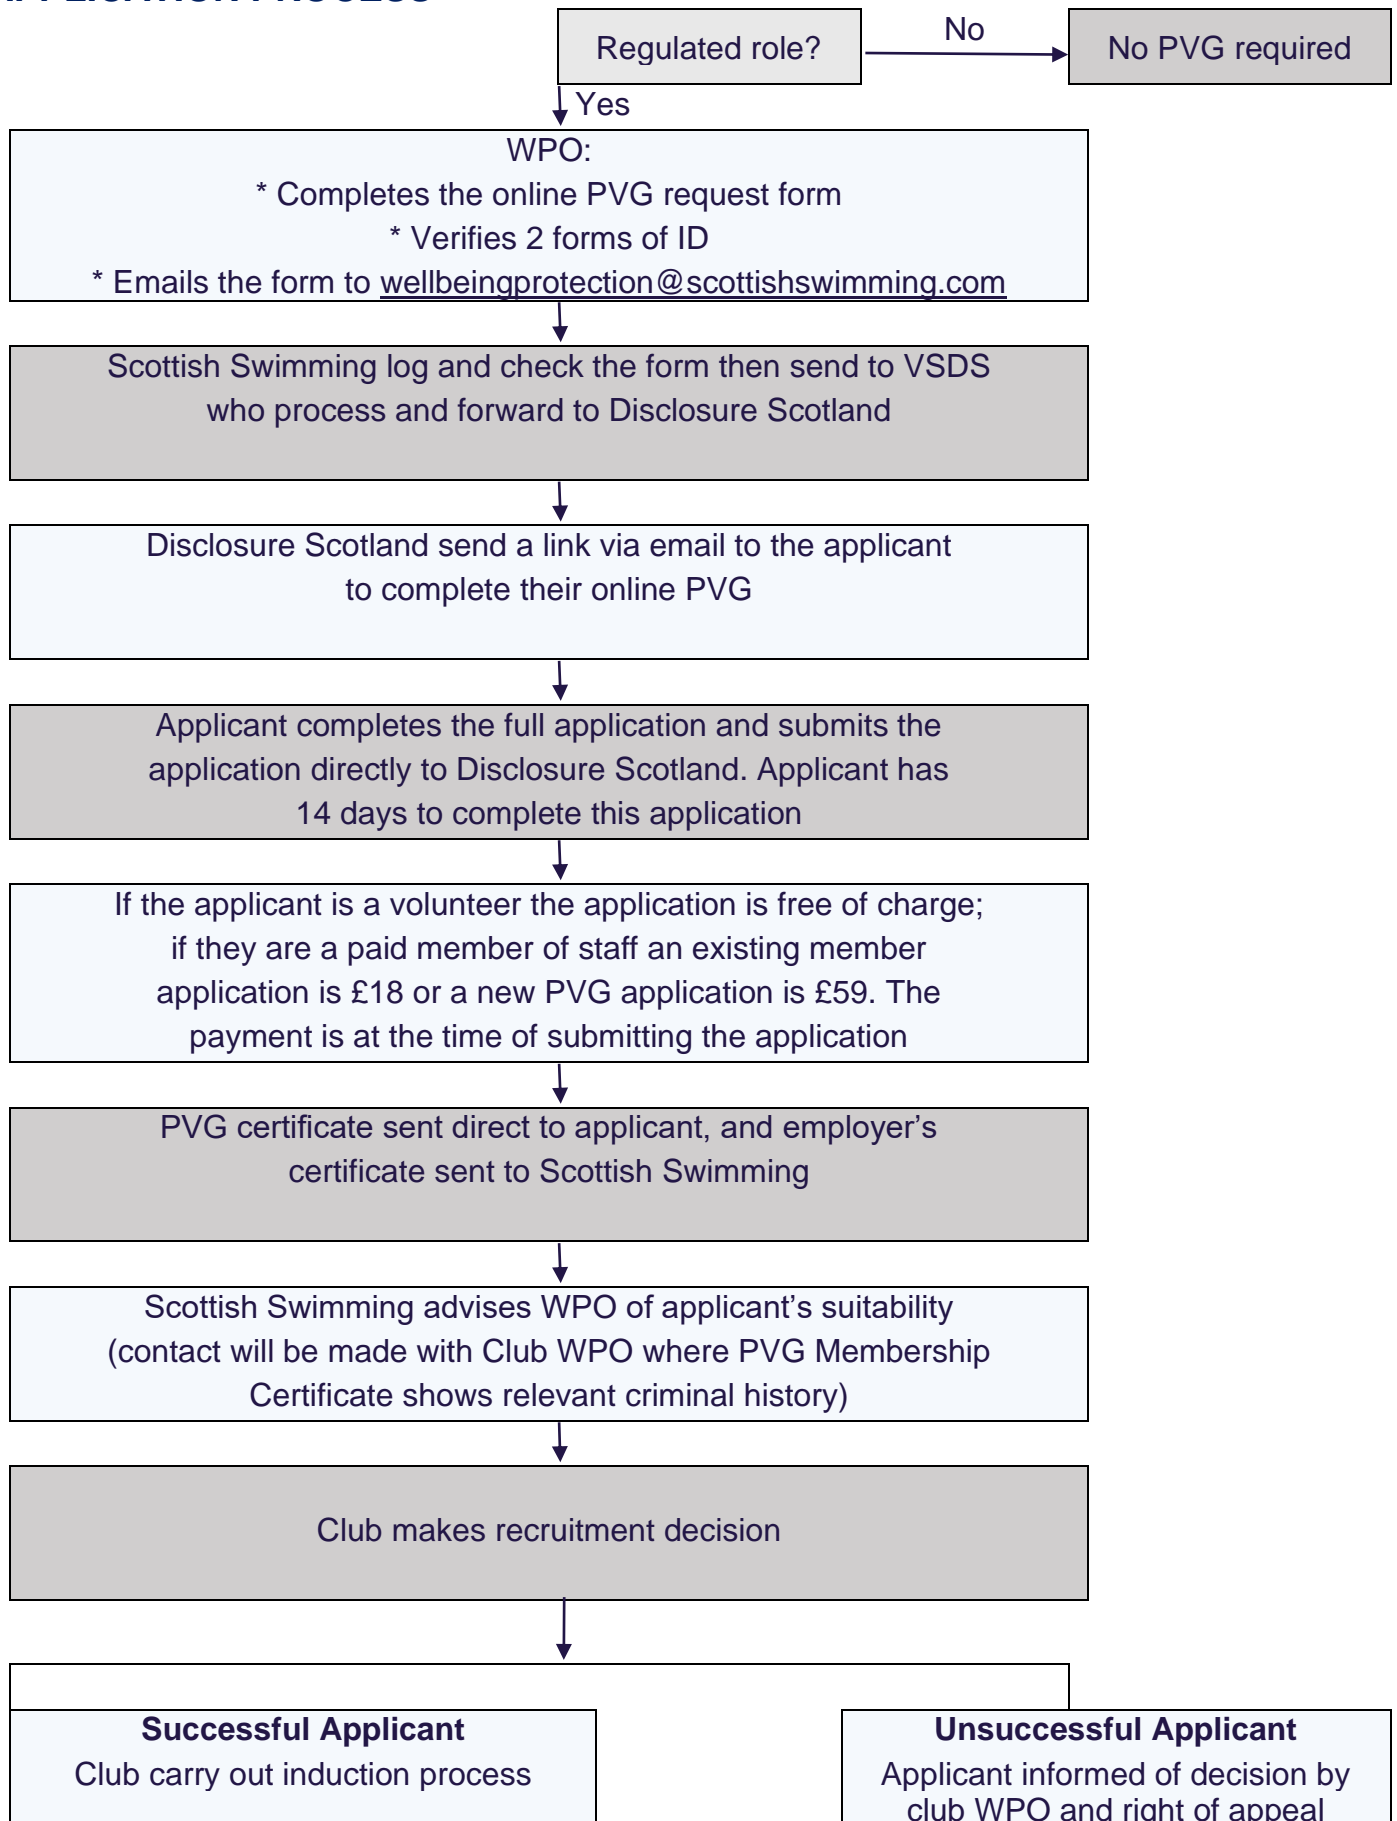 APPLICATION PROCESS
Regulated role?
No
No PVG required
Yes
WPO:
* Completes the online PVG request form
* Verifies 2 forms of ID
* Emails the form to wellbeingprotection@scottishswimming.com
Scottish Swimming log and check the form then send to VSDS
who process and forward to Disclosure Scotland
Disclosure Scotland send a link via email to the applicant
to complete their online PVG
Applicant completes the full application and submits the
application directly to Disclosure Scotland. Applicant has
14 days to complete this application
If the applicant is a volunteer the application is free of charge;
if they are a paid member of staff an existing member
application is £18 or a new PVG application is £59. The
payment is at the time of submitting the application
PVG certificate sent direct to applicant, and employer’s
certificate sent to Scottish Swimming
Scottish Swimming advises WPO of applicant’s suitability
(contact will be made with Club WPO where PVG Membership
Certificate shows relevant criminal history)
Club makes recruitment decision
Successful Applicant
Club carry out induction process
Unsuccessful Applicant
Applicant informed of decision by
club WPO and right of appeal